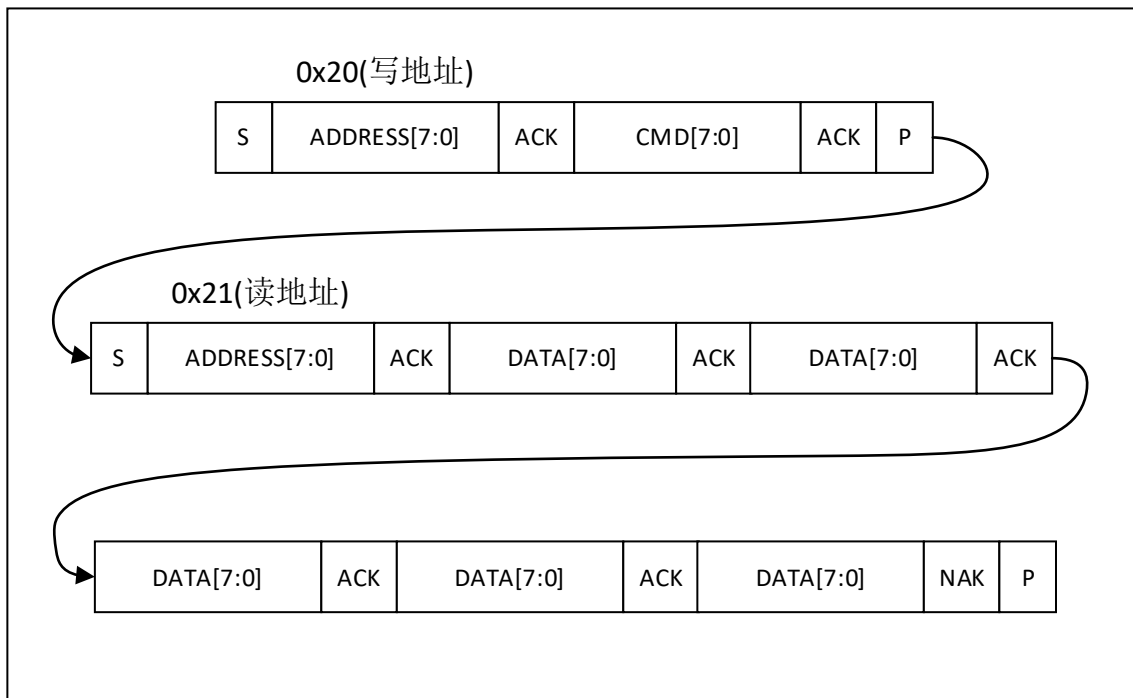 0x20(写地址)
S ADDRESS[7:0] ACK CMD[7:0] ACK P
0x21(读地址)
S ADDRESS[7:0] ACK DATA[7:0] ACK DATA[7:0] ACK
DATA[7:0] ACK DATA[7:0] ACK DATA[7:0] NAK P